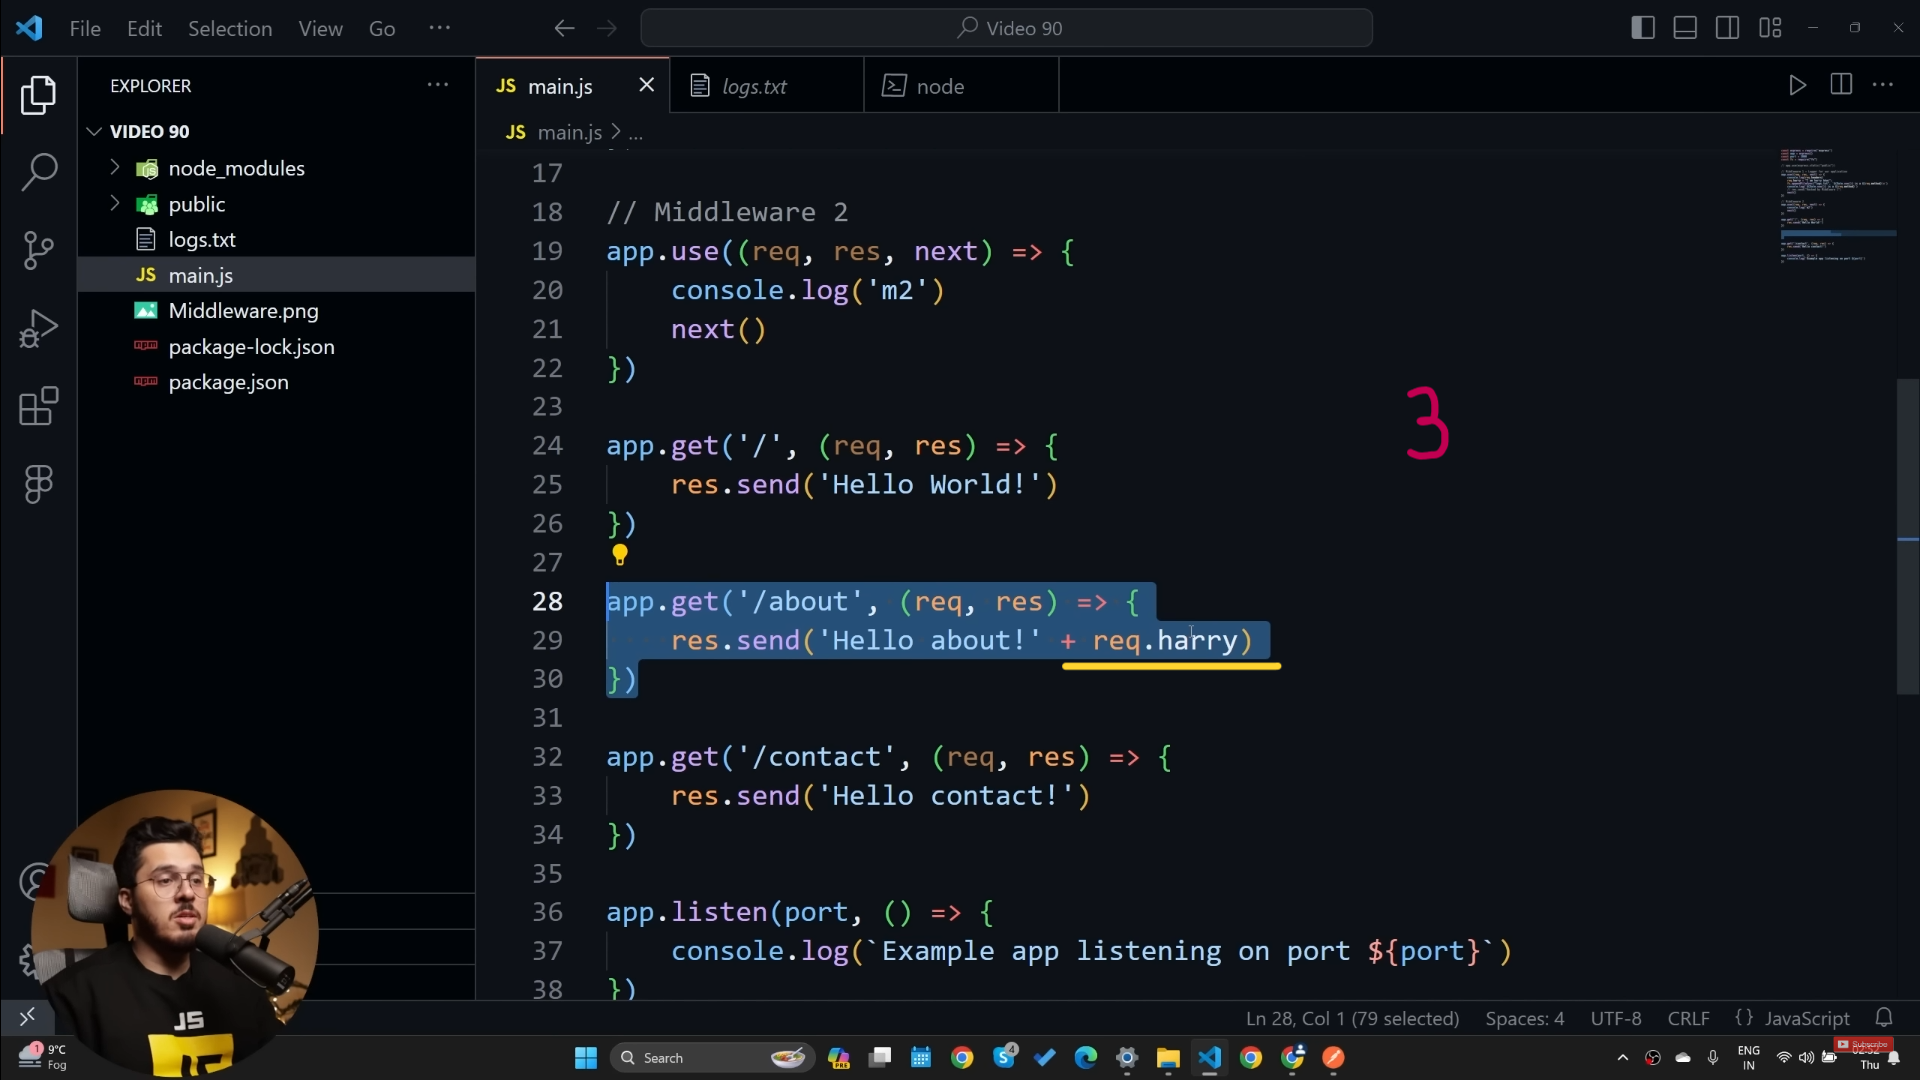 File Edit Selection View Go ...
Video 90
EXPLORER ...
VIDEO 90
node_modules
public
logs.txt
JS main.js
Middleware.png
package-lock.json
package.json
JS main.js
logs.txt
node
JS main.js > ...
17
18 // Middleware 2
19 app.use((req, res, next) => {
20 console.log('m2')
21 next()
22 })
23
24 app.get('/', (req, res) => {
25 res.send('Hello World!')
26 })
27
28 app.get('/about', (req, res) => {
29 res.send('Hello about!' + req.harry)
30 })
31
32 app.get('/contact', (req, res) => {
33 res.send('Hello contact!')
34 })
35
36 app.listen(port, () => {
37 console.log(`Example app listening on port ${port}`)
38 })
3
JS
Ln 28, Col 1 (79 selected) Spaces: 4 UTF-8 CRLF {} JavaScript
1
9°C
Fog
Search
PRE
4
ENG
IN
Subscribe
Thu